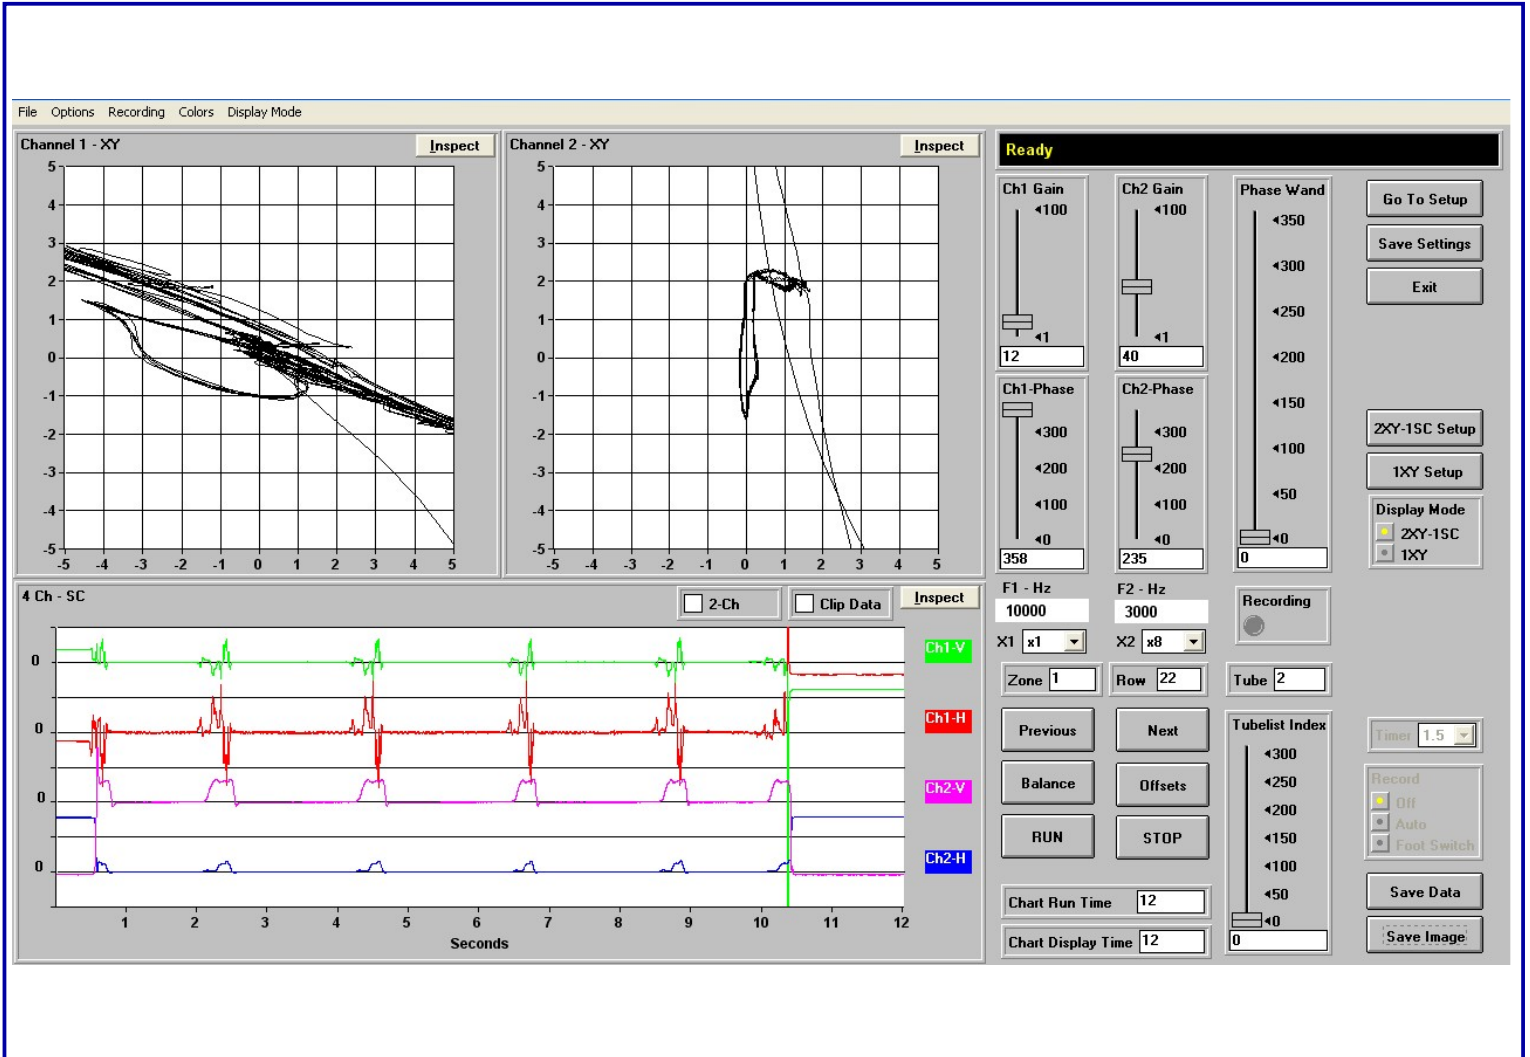 File Options Recording Colors Display Mode
Channel 1 - XY
Inspect
5
4
3
2
1
0
-1
-2
-3
-4
-5
-5 -4 -3 -2 -1 0 1 2 3 4 5
Channel 2 - XY
Inspect
5
4
3
2
1
0
-1
-2
-3
-4
-5
-5 -4 -3 -2 -1 0 1 2 3 4 5
4 Ch - SC
2-Ch
Clip Data
Inspect
0
0
0
0
Ch1-V
Ch1-H
Ch2-V
Ch2-H
1 2 3 4 5 6 7 8 9 10 11 12
Seconds
Ready
Ch1 Gain
100
1
12
Ch2 Gain
100
1
40
Phase Wand
350
300
250
200
150
100
50
0
0
Go To Setup
Save Settings
Exit
Ch1-Phase
300
200
100
0
358
Ch2-Phase
300
200
100
0
235
2XY-1SC Setup
1XY Setup
Display Mode
2XY-1SC
1XY
F1 - Hz
10000
F2 - Hz
3000
Recording
X1 x1
X2 x8
Zone 1
Row 22
Tube 2
Previous
Next
Balance
Offsets
RUN
STOP
Tubelist Index
300
250
200
150
100
50
0
0
Timer 1.5
Record
Off
Auto
Foot Switch
Chart Run Time 12
Chart Display Time 12
Save Data
Save Image